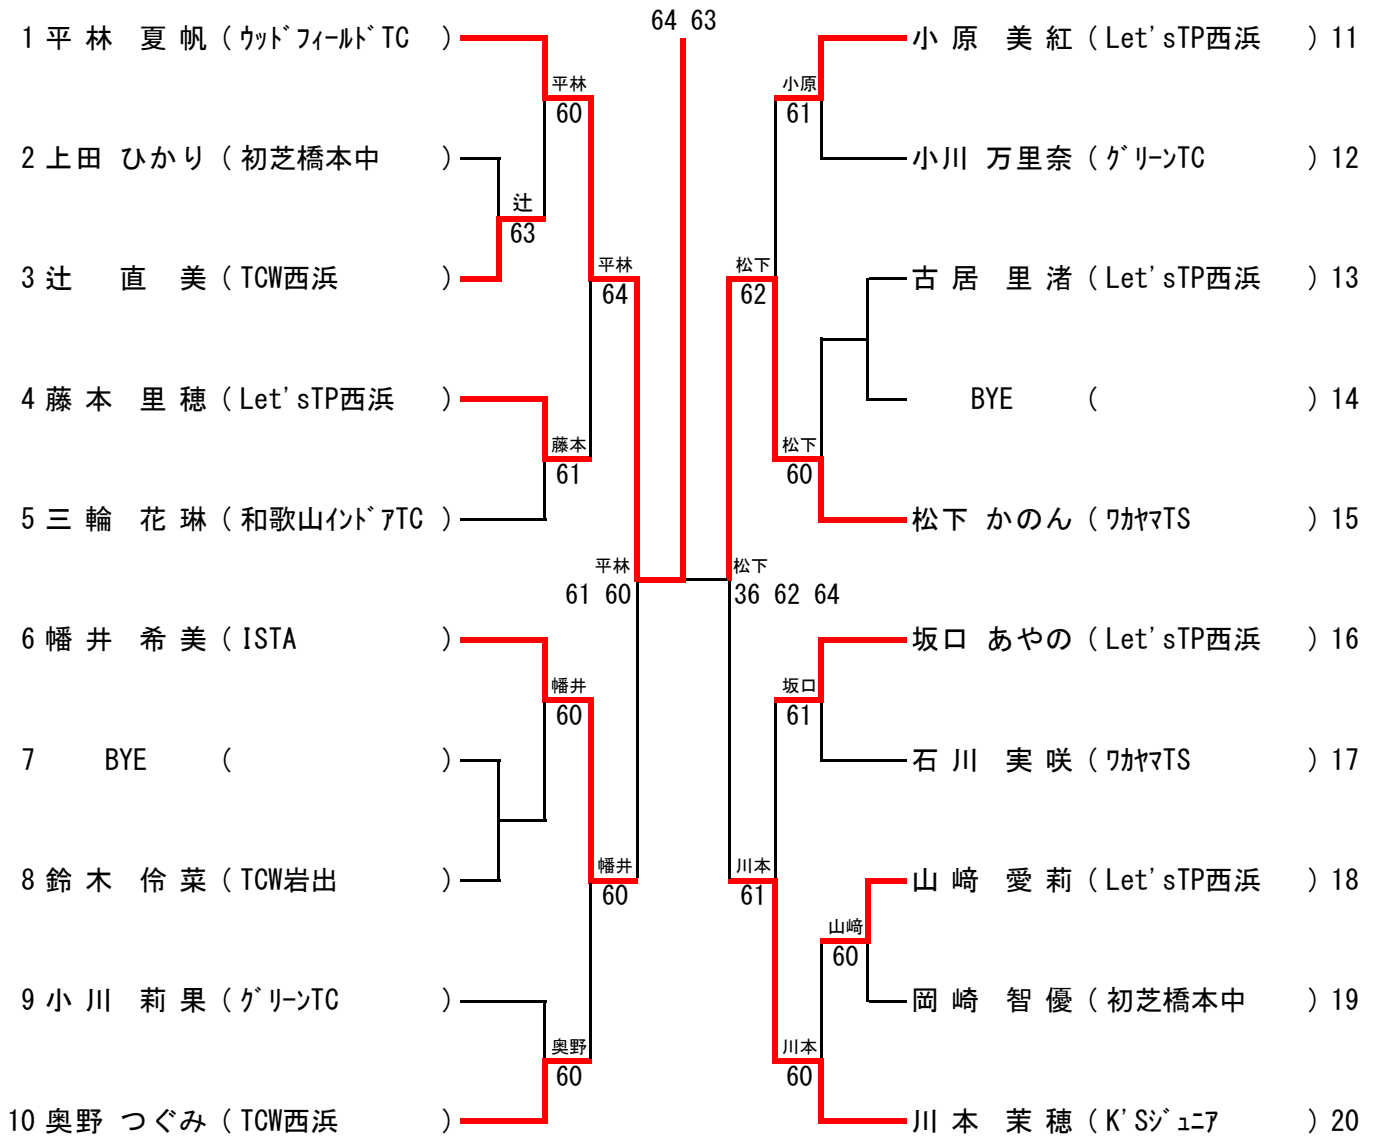 64 63
1 平林 夏帆 (ｳｯﾄﾞﾌｨｰﾙﾄﾞTC)
小原 美紅 (Let'sTP西浜) 11
平林
60
小原
61
2 上田 ひかり (初芝橋本中)
小川 万里奈 (ｸﾞﾘｰﾝTC) 12
辻
63
3 辻 直美 (TCW西浜)
平林
64
松下
62
古居 里渚 (Let'sTP西浜) 13
4 藤本 里穂 (Let'sTP西浜)
BYE ( ) 14
藤本
61
松下
60
5 三輪 花琳 (和歌山ｲﾝﾄﾞｱTC)
松下 かのん (ﾜｶﾔﾏTS) 15
平林
61 60
松下
36 62 64
6 幡井 希美 (ISTA)
坂口 あやの (Let'sTP西浜) 16
幡井
60
坂口
61
7 BYE ( )
石川 実咲 (ﾜｶﾔﾏTS) 17
8 鈴木 伶菜 (TCW岩出)
幡井
60
川本
61
山﨑 愛莉 (Let'sTP西浜) 18
山﨑
60
9 小川 莉果 (ｸﾞﾘｰﾝTC)
岡崎 智優 (初芝橋本中) 19
奥野
60
川本
60
10 奥野 つぐみ (TCW西浜)
川本 茉穂 (K'Sｼﾞｭﾆｱ) 20